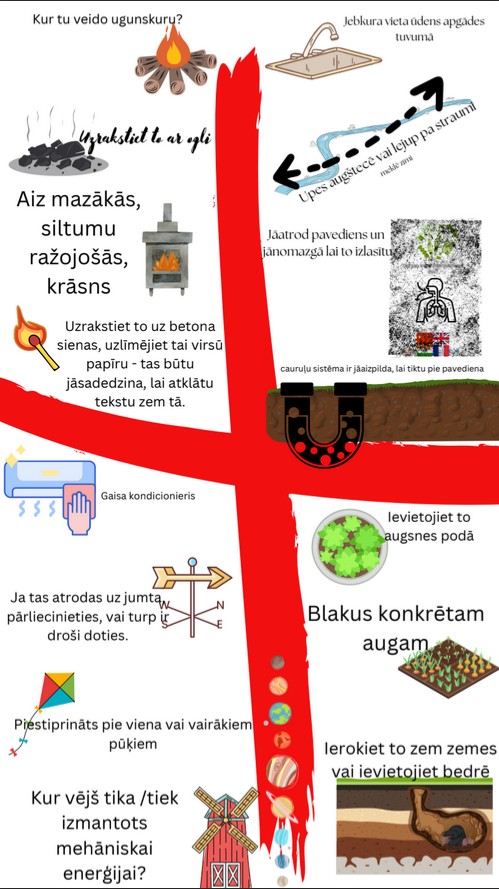 Kur tu veido ugunskuru?
Uzrakstiet to ar ogli
Aiz mazākās,
siltumu
ražojošās,
krāsns
Uzrakstiet to uz betona
sienas, uzlīmējiet tai virsū
papīru - tas būtu
jāsadedzina, lai atklātu
tekstu zem tā.
Jebkura vieta ūdens apgādes
tuvumā
Upes augštecē vai lejup pa straumi
meklē zīmi
Jāatrod pavediens un
jānomazgā lai to izlasītu
cauruļu sistēma ir jāaizpilda, lai tiktu pie pavediena
Gaisa kondicionieris
Ja tas atrodas uz jumta,
pārliecinieties, vai turp ir
droši doties.
W
N
S
E
Piestiprināts pie viena vai vairākiem
pūķiem
Kur vējš tika /tiek
izmantots
mehāniskai
enerģijai?
Ievietojiet to
augsnes podā
Blakus konkrētam
augam
Ierokiet to zem zemes
vai ievietojiet bedrē